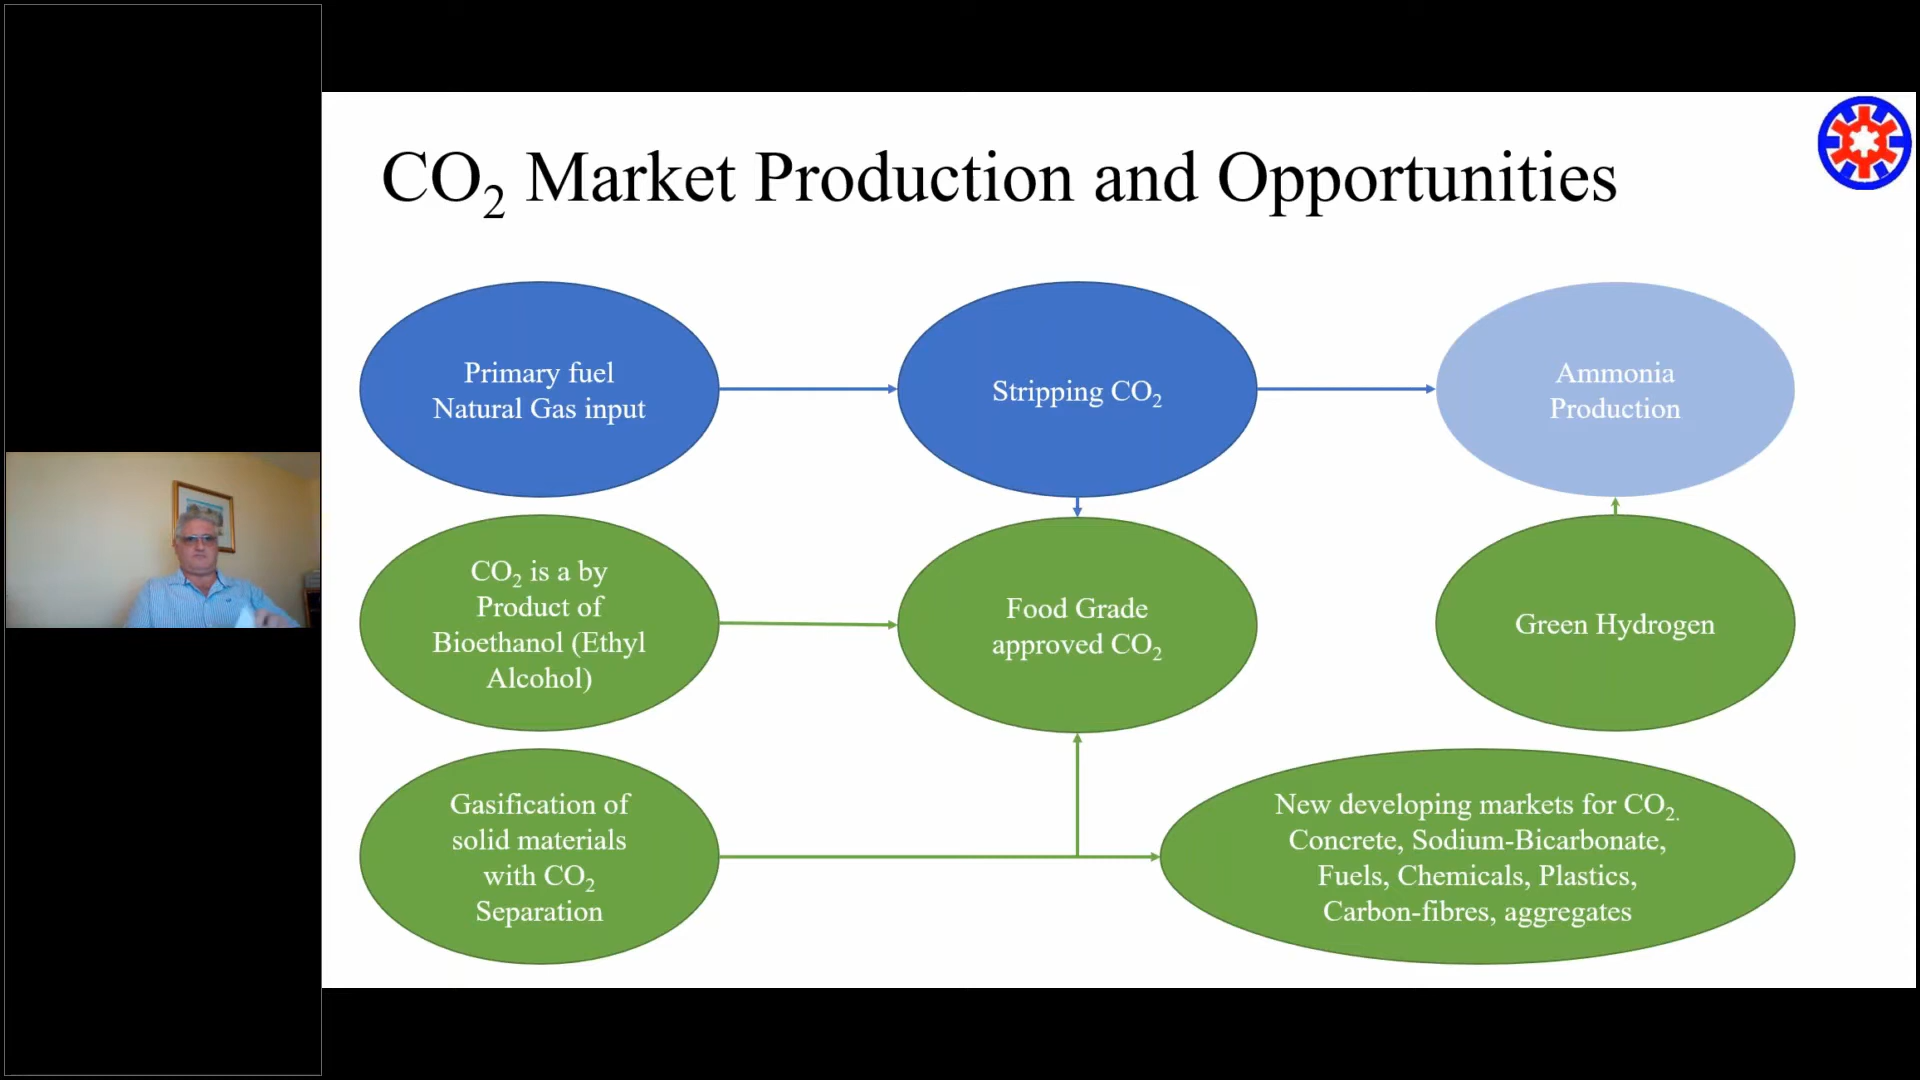 CO₂ Market Production and Opportunities
Primary fuel
Natural Gas input
Stripping CO₂
Ammonia
Production
CO₂ is a by
Product of
Bioethanol (Ethyl
Alcohol)
Food Grade
approved CO₂
Green Hydrogen
Gasification of
solid materials
with CO₂
Separation
New developing markets for CO₂.
Concrete, Sodium-Bicarbonate,
Fuels, Chemicals, Plastics,
Carbon-fibres, aggregates